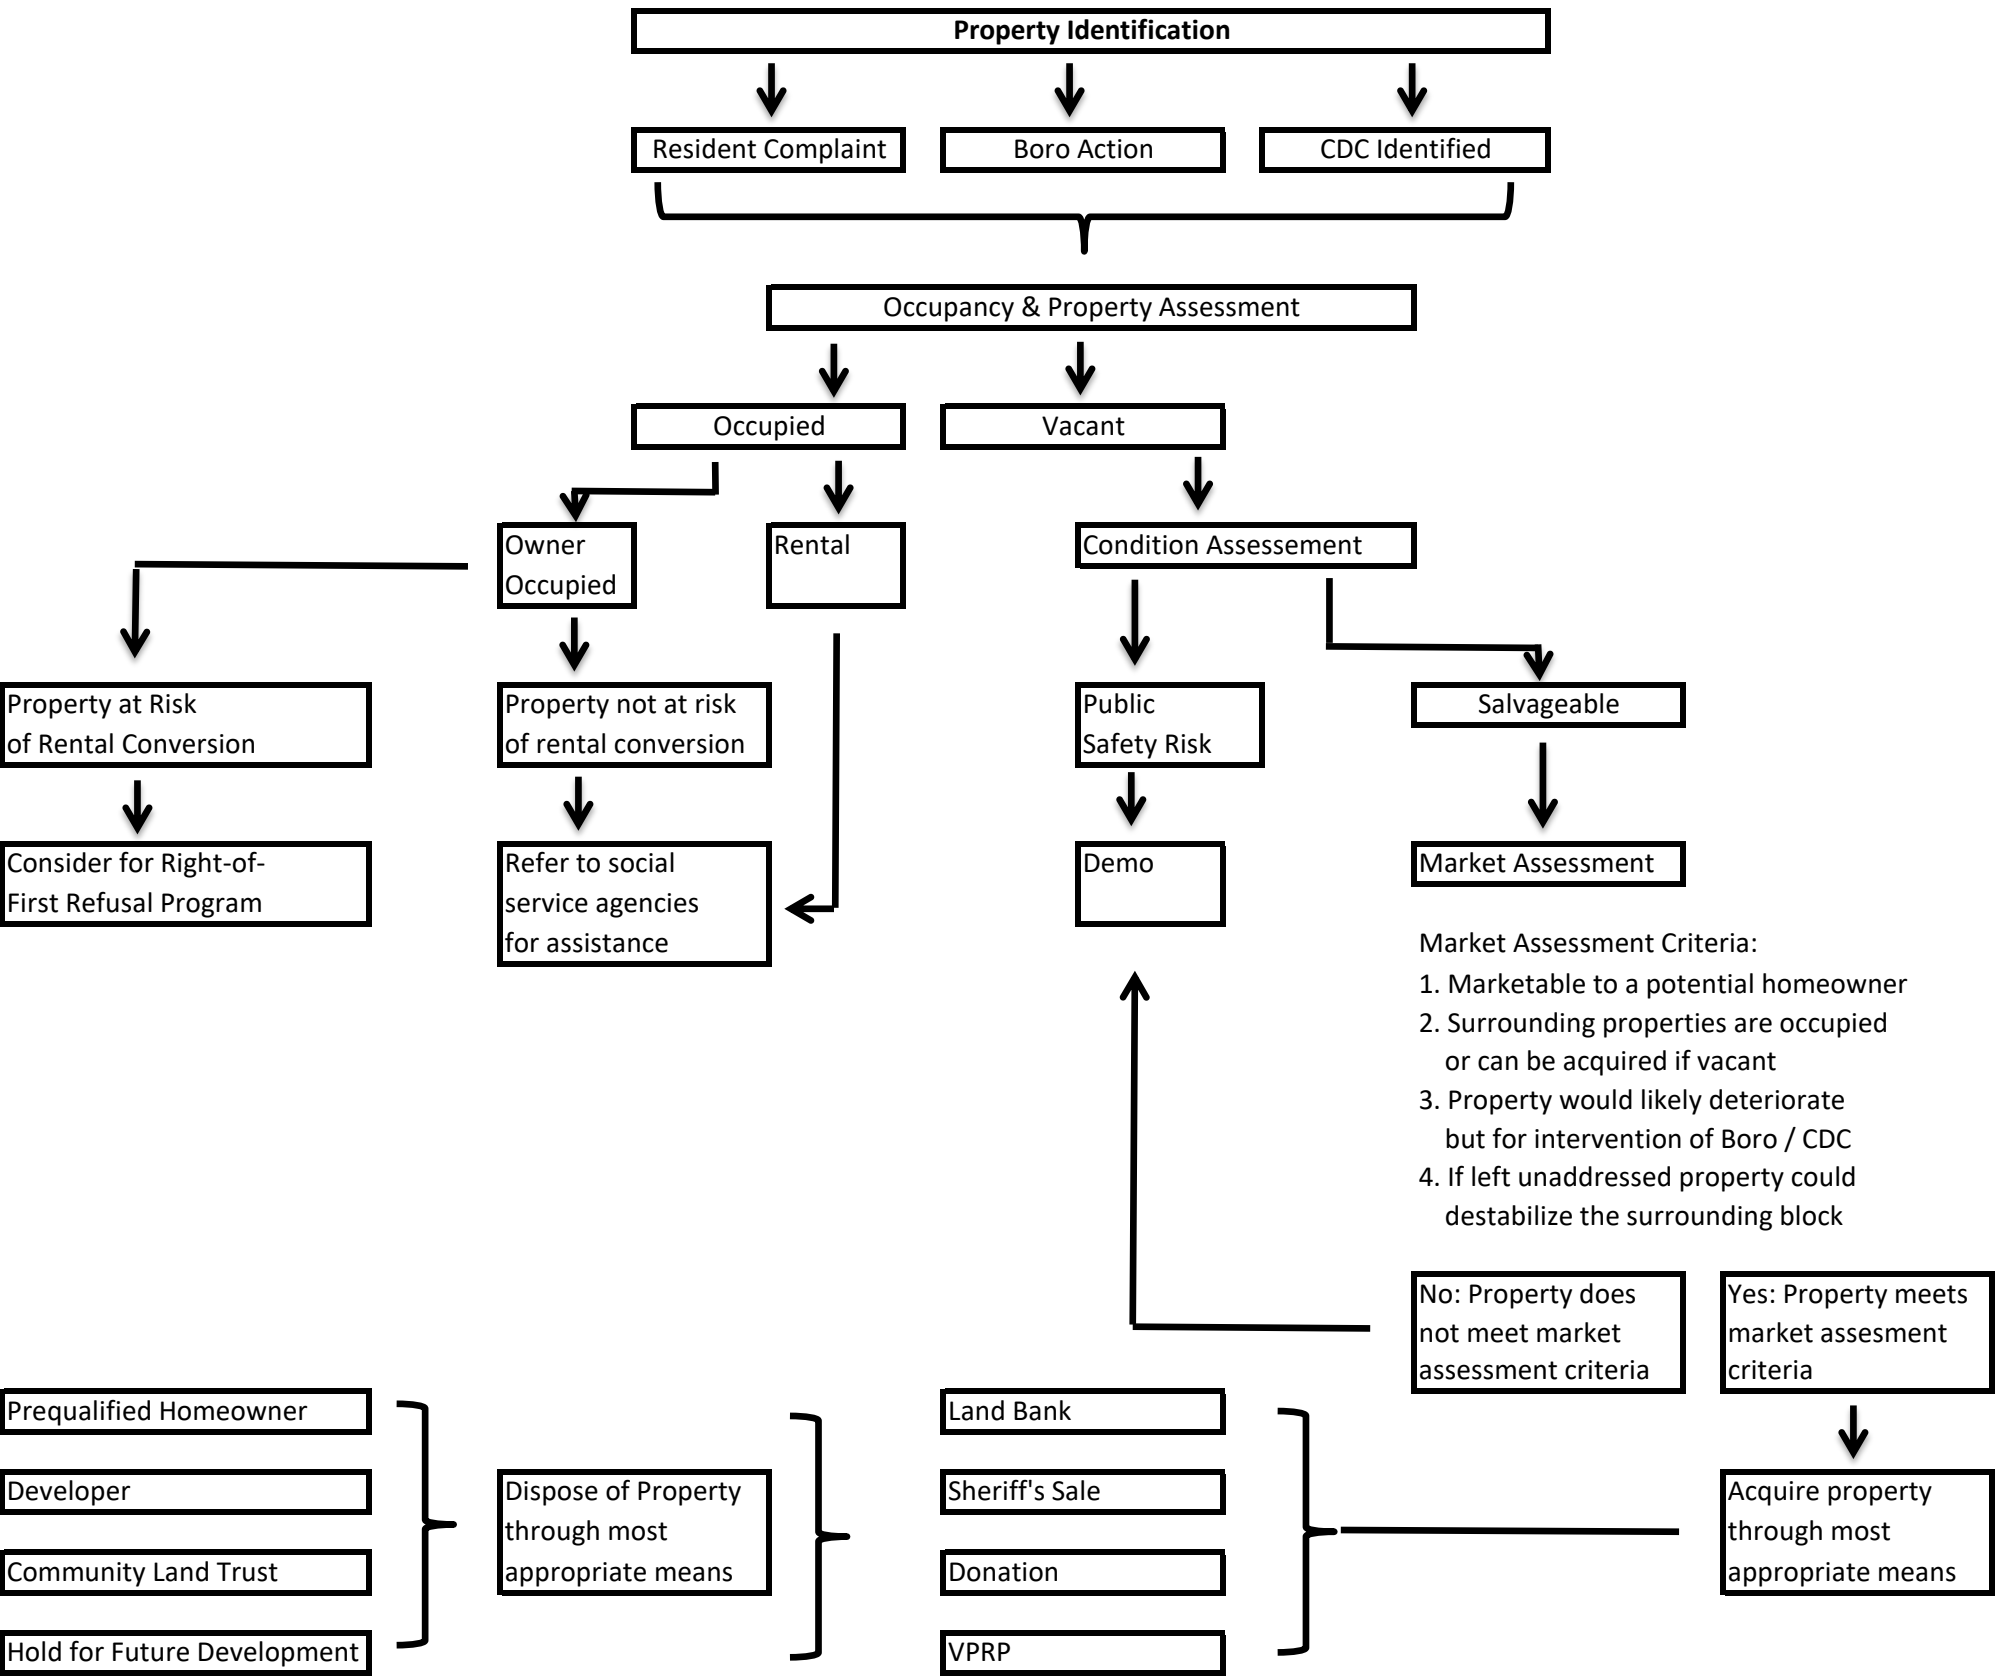 Property Identification
Resident Complaint
Boro Action
CDC Identified
Occupancy & Property Assessment
Occupied
Vacant
Owner
Occupied
Rental
Condition Assessement
Property at Risk
of Rental Conversion
Property not at risk
of rental conversion
Public
Safety Risk
Salvageable
Consider for Right-of-
First Refusal Program
Refer to social
service agencies
for assistance
Demo
Market Assessment
Market Assessment Criteria:
1. Marketable to a potential homeowner
2. Surrounding properties are occupied
or can be acquired if vacant
3. Property would likely deteriorate
but for intervention of Boro / CDC
4. If left unaddressed property could
destabilize the surrounding block
No: Property does
not meet market
assessment criteria
Yes: Property meets
market assesment
criteria
Prequalified Homeowner
Developer
Community Land Trust
Hold for Future Development
Dispose of Property
through most
appropriate means
Land Bank
Sheriff's Sale
Donation
VPRP
Acquire property
through most
appropriate means